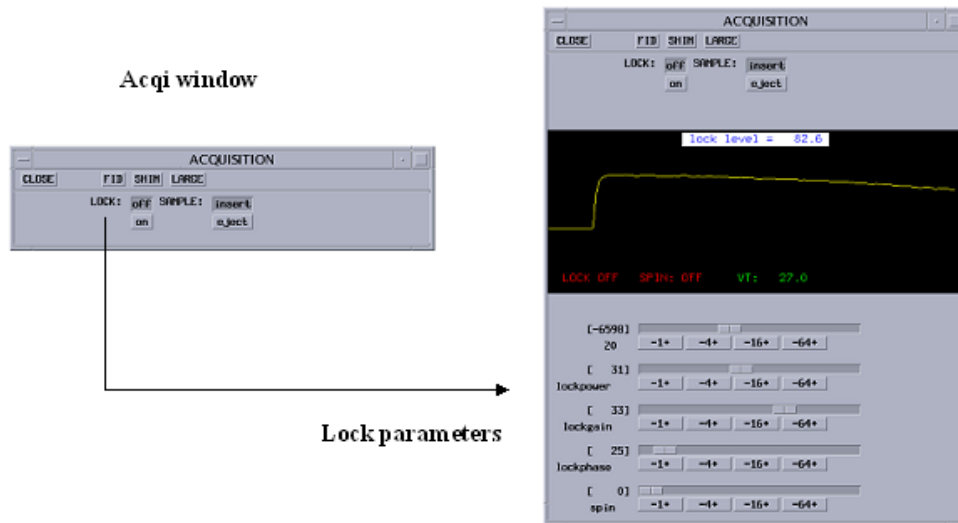 Acqi window
ACQUISITION
CLOSE FID SHIM LARGE
LOCK: off SAMPLE: insert
on eject
Lock parameters
ACQUISITION
CLOSE FID SHIM LARGE
LOCK: off SAMPLE: insert
on eject
lock level = 82.6
LOCK OFF SPIN: OFF VT: 27.0
[-6598]
Z0 -1+ -4+ -16+ -64+
[ 31]
lockpower -1+ -4+ -16+ -64+
[ 33]
lockgain -1+ -4+ -16+ -64+
[ 25]
lockphase -1+ -4+ -16+ -64+
[ 0]
spin -1+ -4+ -16+ -64+